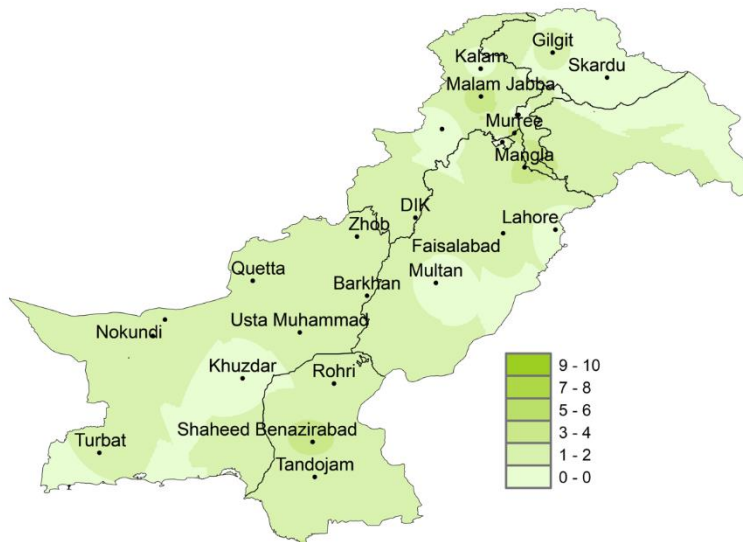 Gilgit
Kalam
Skardu
Malam Jabba
Murree
Mangla
DIK
Lahore
Zhob
Faisalabad
Quetta
Multan
Barkhan
Nokundi
Usta Muhammad
Khuzdar
Rohri
Shaheed Benazirabad
Turbat
Tandojam
9 - 10
7 - 8
5 - 6
3 - 4
1 - 2
0 - 0